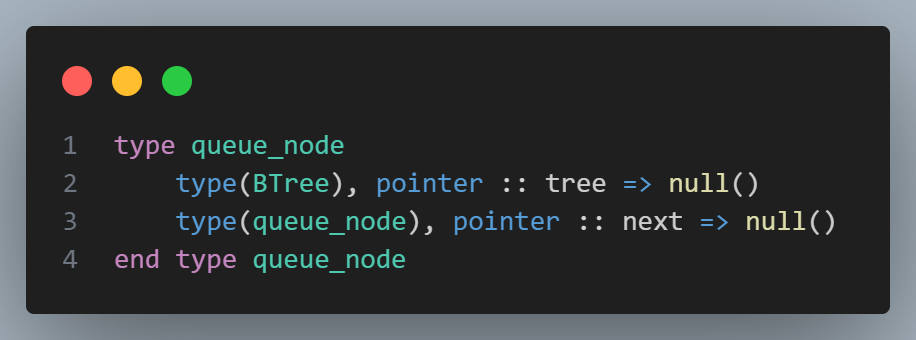 1 type queue_node
2     type(BTree), pointer :: tree => null()
3     type(queue_node), pointer :: next => null()
4 end type queue_node